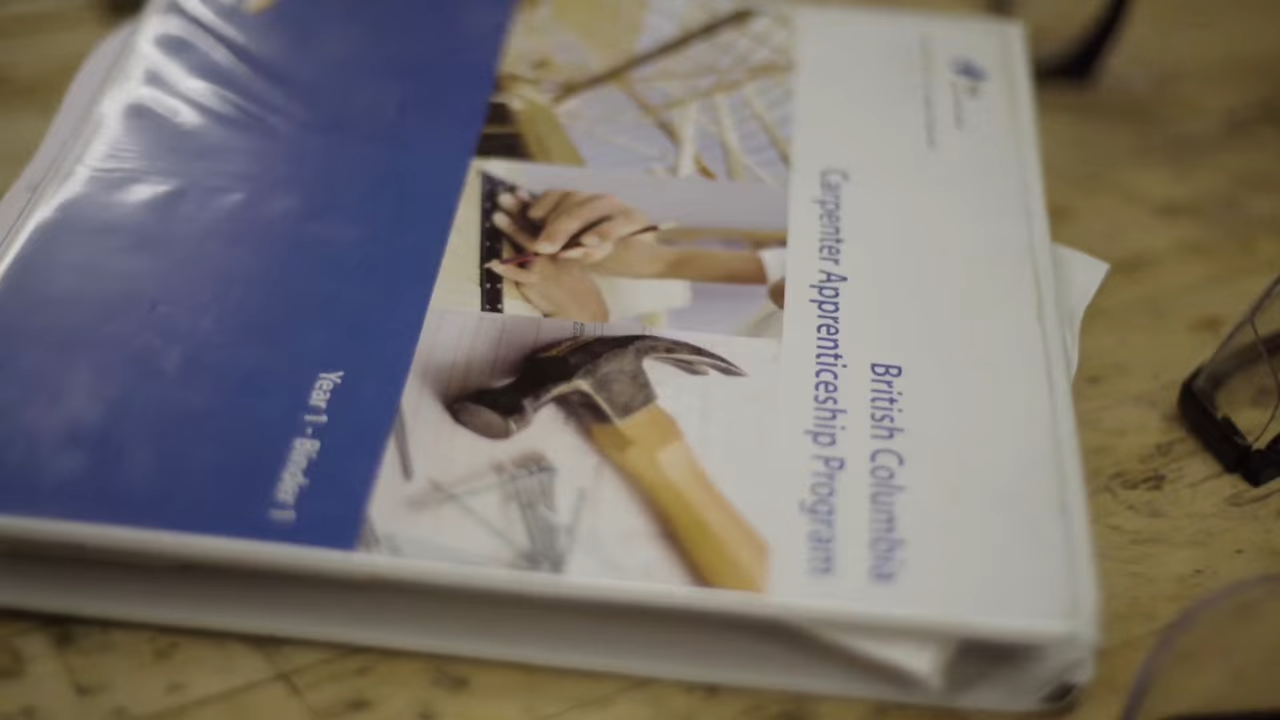 British Columbia
Carpenter Apprenticeship Program
Year 1 - Binder 1